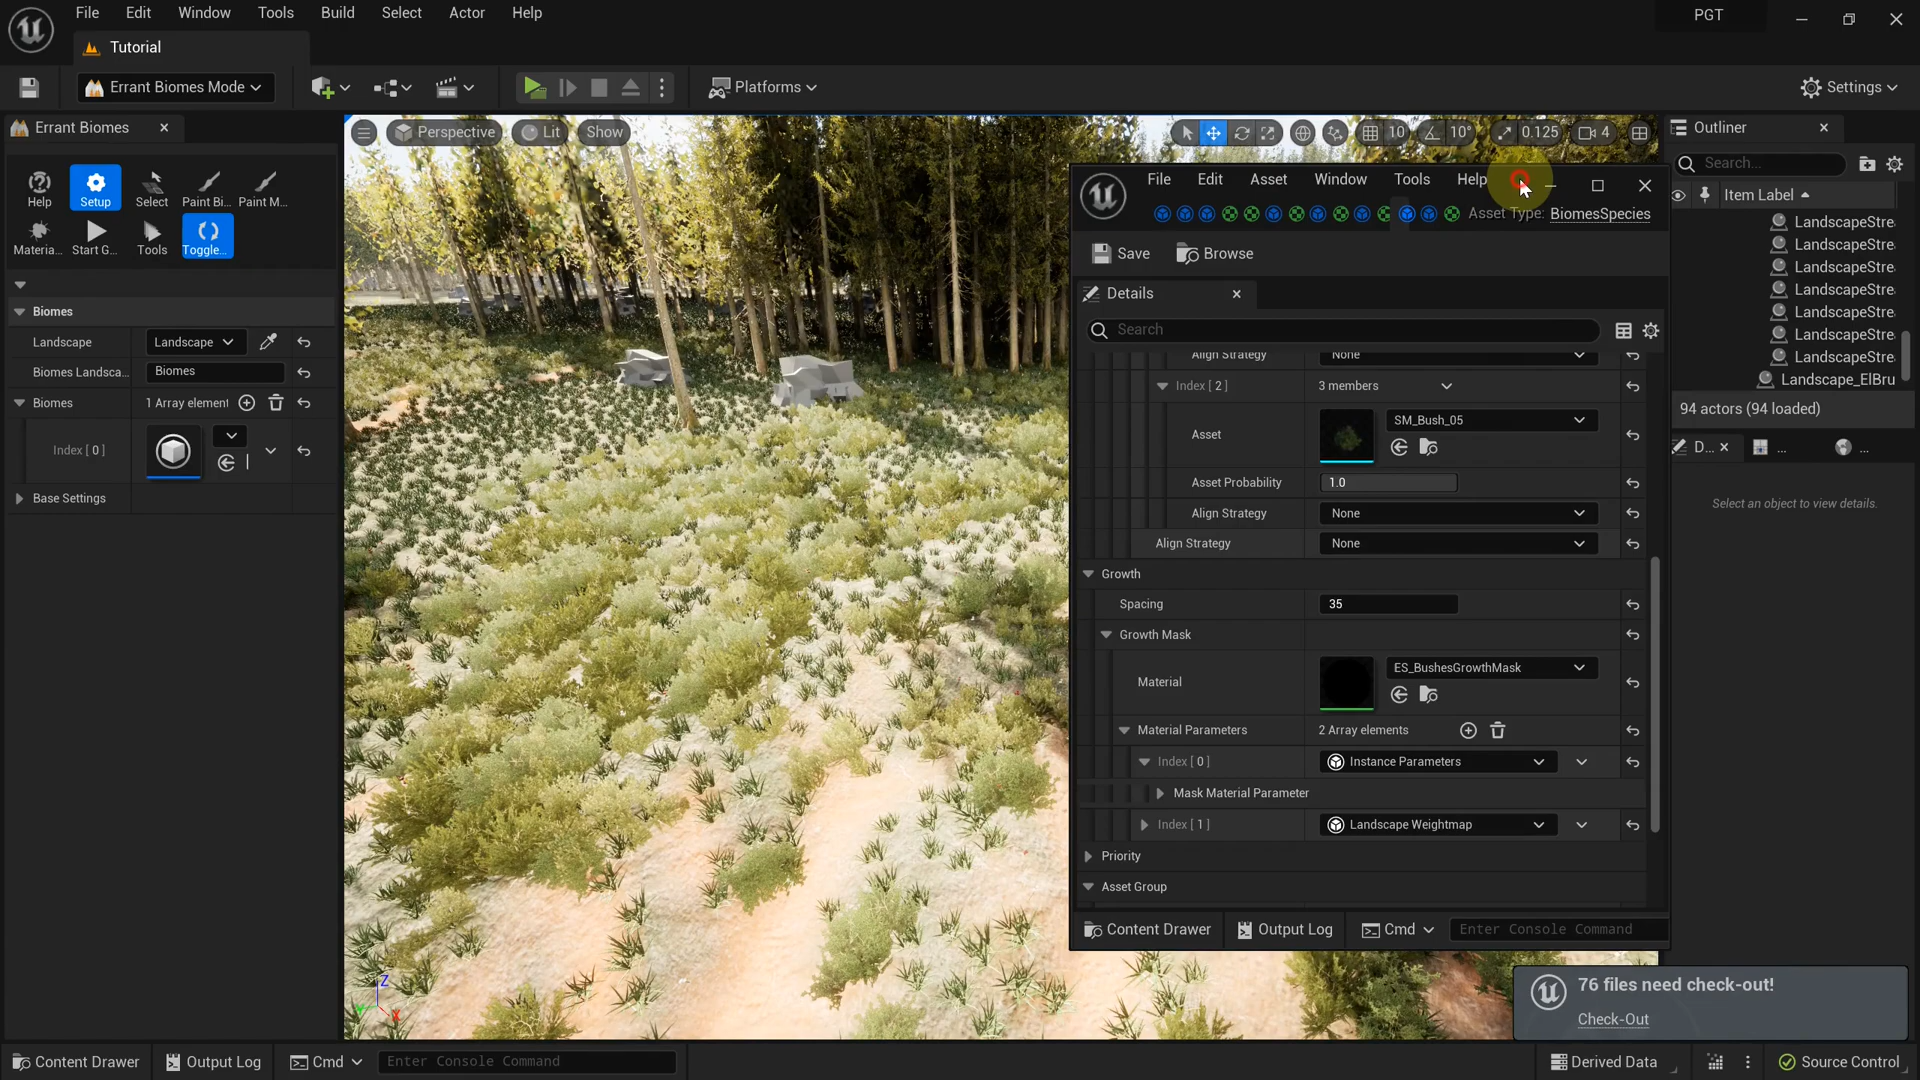 File Edit Window Tools Build Select Actor Help
PGT
Tutorial
Errant Biomes Mode
Platforms
Settings
Errant Biomes
Help
Setup
Select
Paint Bi...
Paint M...
Materia...
Start G...
Tools
Toggle...
Biomes
Landscape
Landscape
Biomes Landsca...
Biomes
Biomes
1 Array element
Index [ 0 ]
Base Settings
Perspective
Lit
Show
10
10°
0.125
4
File Edit Asset Window Tools Help
Asset Type: BiomesSpecies
Save
Browse
Details
Search
Align Strategy
None
Index [ 2 ]
3 members
Asset
SM_Bush_05
Asset Probability
1.0
Align Strategy
None
Align Strategy
None
Growth
Spacing
35
Growth Mask
Material
ES_BushesGrowthMask
Material Parameters
2 Array elements
Index [ 0 ]
Instance Parameters
Mask Material Parameter
Index [ 1 ]
Landscape Weightmap
Priority
Asset Group
Content Drawer
Output Log
Cmd
Enter Console Command
Outliner
Search...
Item Label
LandscapeStre
LandscapeStre
LandscapeStre
LandscapeStre
LandscapeStre
LandscapeStre
LandscapeStre
Landscape_ElBru
94 actors (94 loaded)
D...
...
...
Select an object to view details.
76 files need check-out!
Check-Out
Z
X
Content Drawer
Output Log
Cmd
Enter Console Command
Derived Data
Source Control